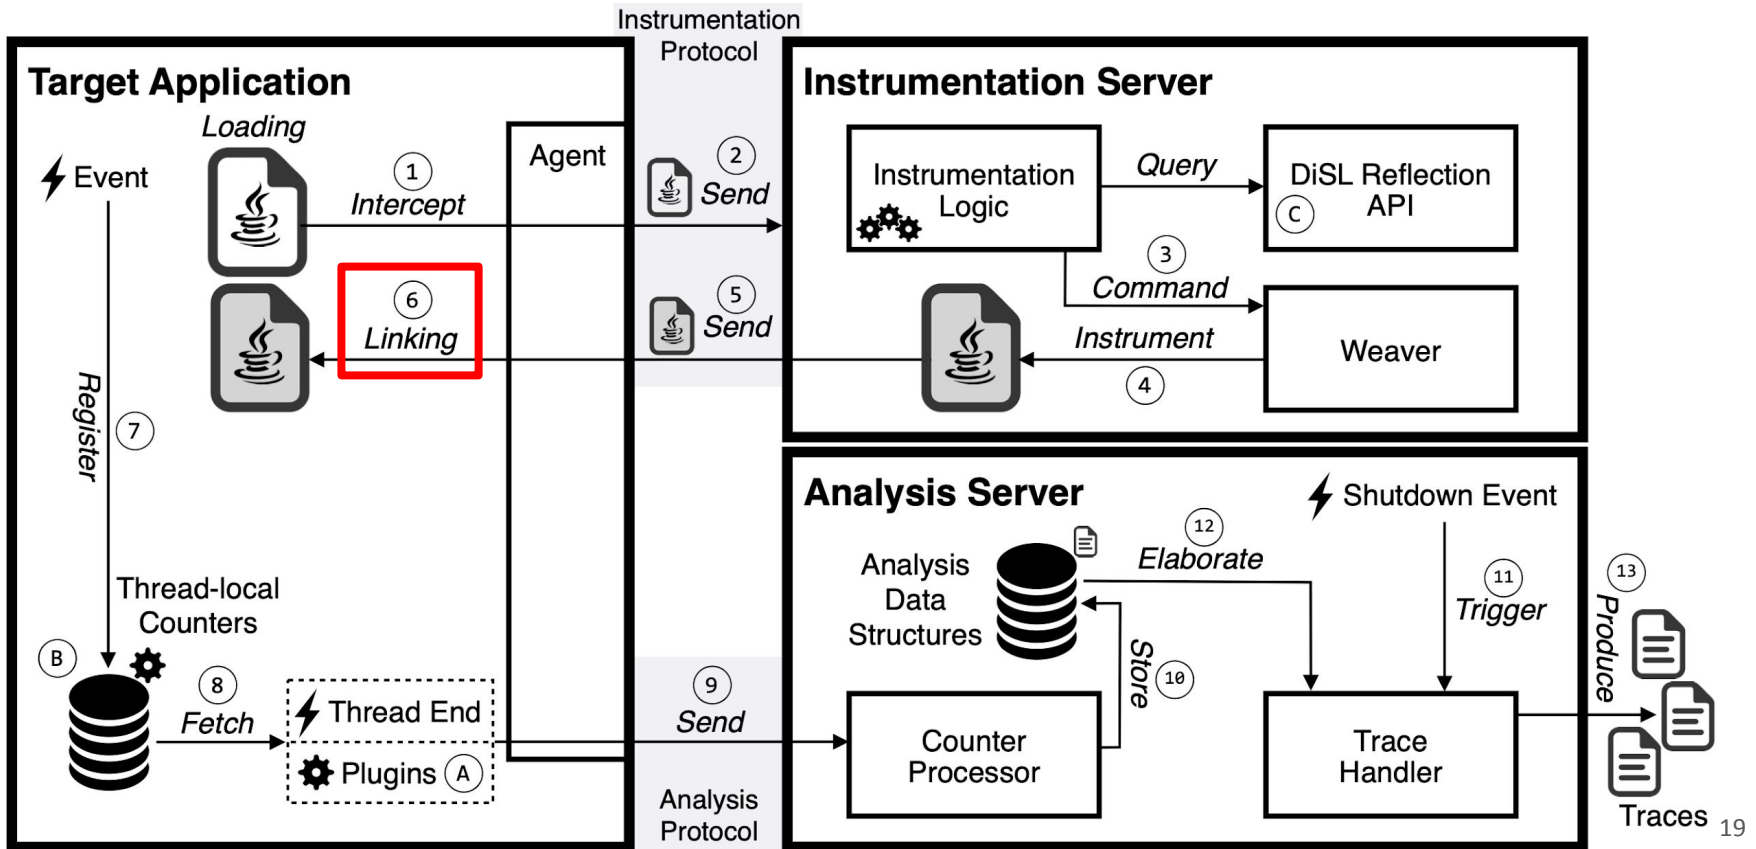 Instrumentation
Protocol
Target Application
Loading
Event
1
Intercept
Agent
2
Send
6
Linking
5
Send
Register
7
Thread-local
Counters
B
8
Fetch
Thread End
Plugins A
9
Send
Analysis
Protocol
Instrumentation Server
Instrumentation
Logic
Query
DiSL Reflection
API
C
3
Command
Instrument
4
Weaver
Analysis Server
Shutdown Event
12
Elaborate
Analysis
Data
Structures
11
Trigger
Store
10
Counter
Processor
Trace
Handler
13
Produce
Traces
19